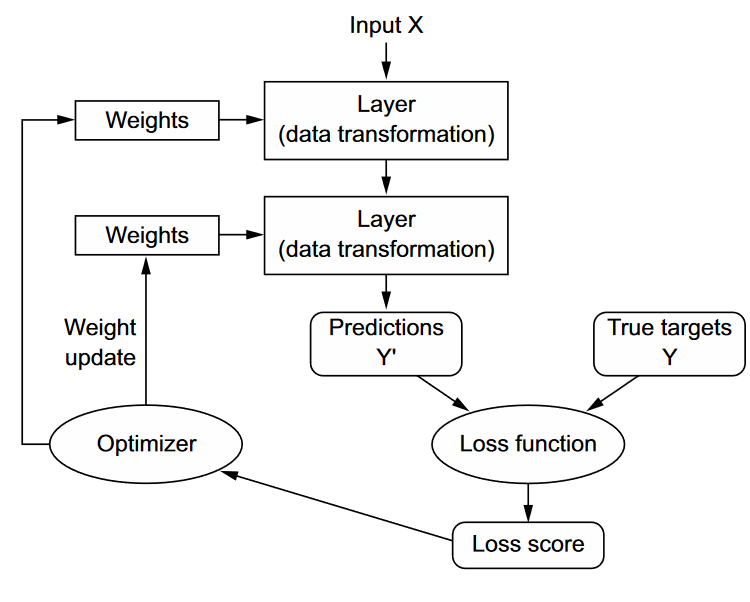 Input X
Layer
(data transformation)
Weights
Layer
(data transformation)
Weights
Weight
update
Predictions
Y'
True targets
Y
Optimizer
Loss function
Loss score